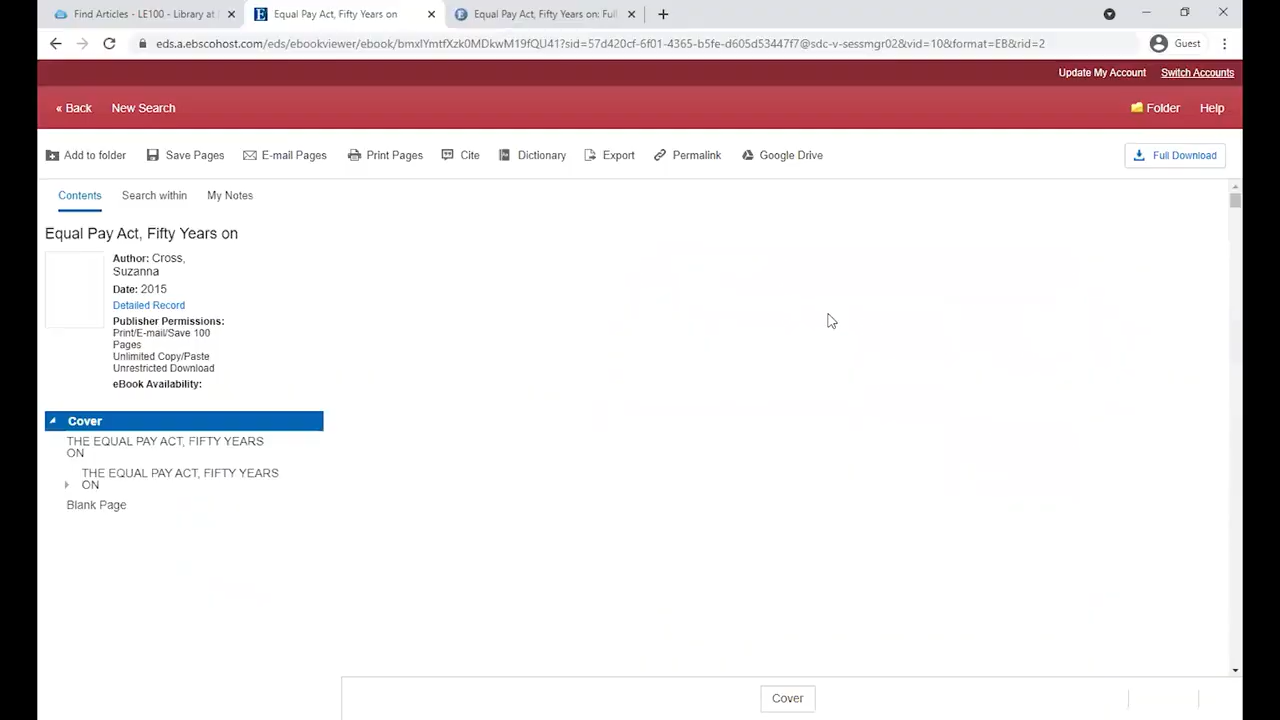 Find Articles - LE100 - Library at
Equal Pay Act, Fifty Years on
Equal Pay Act, Fifty Years on: Full
eds.a.ebscohost.com/eds/ebookviewer/ebook/bmxlYmtfXzk0MDkwM19fQU41?sid=57d420cf-6f01-4365-b5fe-d605d53447f7@sdc-v-sessmgr02&vid=10&format=EB&rid=2
Guest
Update My Account
Switch Accounts
« Back
New Search
Folder
Help
Add to folder
Save Pages
E-mail Pages
Print Pages
Cite
Dictionary
Export
Permalink
Google Drive
Full Download
Contents
Search within
My Notes
Equal Pay Act, Fifty Years on
Author: Cross,
Suzanna
Date: 2015
Detailed Record
Publisher Permissions:
Print/E-mail/Save 100
Pages
Unlimited Copy/Paste
Unrestricted Download
eBook Availability:
Cover
THE EQUAL PAY ACT, FIFTY YEARS
ON
THE EQUAL PAY ACT, FIFTY YEARS
ON
Blank Page
Cover